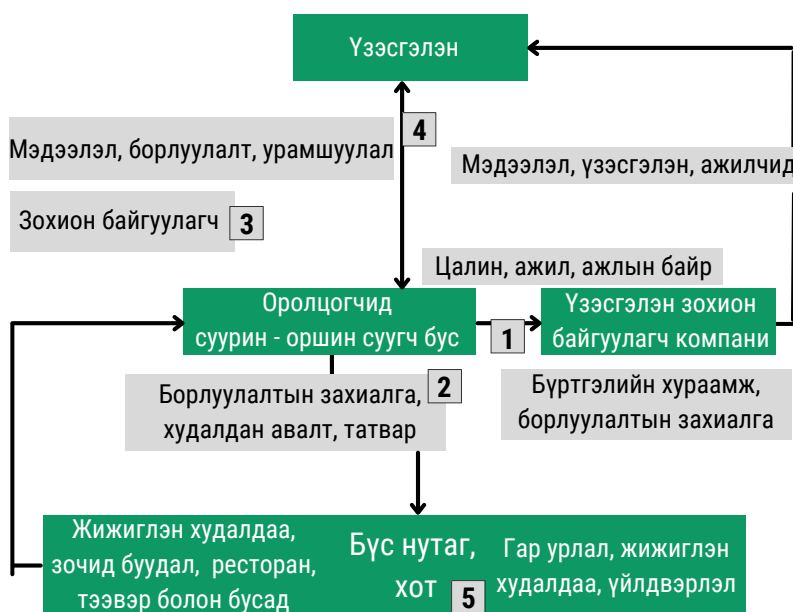 Үзэсгэлэн
4
Мэдээлэл, борлуулалт, урамшуулал
Мэдээлэл, үзэсгэлэн, ажилчид
Зохион байгуулагч 3
Цалин, ажил, ажлын байр
Оролцогчид
суурин - оршин суугч бус
1
Үзэсгэлэн зохион
байгуулагч компани
2
Борлуулалтын захиалга,
худалдан авалт, татвар
Бүртгэлийн хураамж,
борлуулалтын захиалга
Жижиглэн худалдаа,
зочид буудал, ресторан,
тээвэр болон бусад
Бүс нутаг,
хот 5
Гар урлал, жижиглэн
худалдаа, үйлдвэрлэл